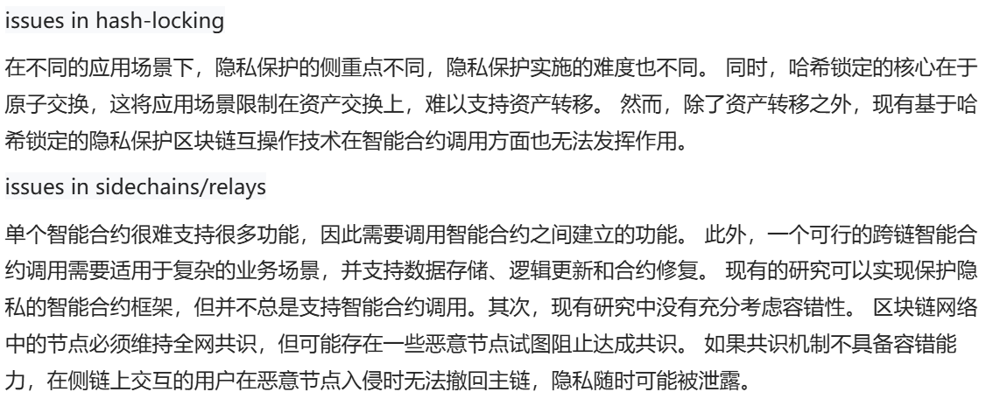 issues in hash-locking
在不同的应用场景下，隐私保护的侧重点不同，隐私保护实施的难度也不同。 同时，哈希锁定的核心在于
原子交换，这将应用场景限制在资产交换上，难以支持资产转移。 然而，除了资产转移之外，现有基于哈
希锁定的隐私保护区块链互操作技术在智能合约调用方面也无法发挥作用。
issues in sidechains/relays
单个智能合约很难支持很多功能，因此需要调用智能合约之间建立的功能。 此外，一个可行的跨链智能合
约调用需要适用于复杂的业务场景，并支持数据存储、逻辑更新和合约修复。 现有的研究可以实现保护隐
私的智能合约框架，但并不总是支持智能合约调用。其次，现有研究中没有充分考虑容错性。 区块链网络
中的节点必须维持全网共识，但可能存在一些恶意节点试图阻止达成共识。 如果共识机制不具备容错能
力，在侧链上交互的用户在恶意节点入侵时无法撤回主链，隐私随时可能被泄露。